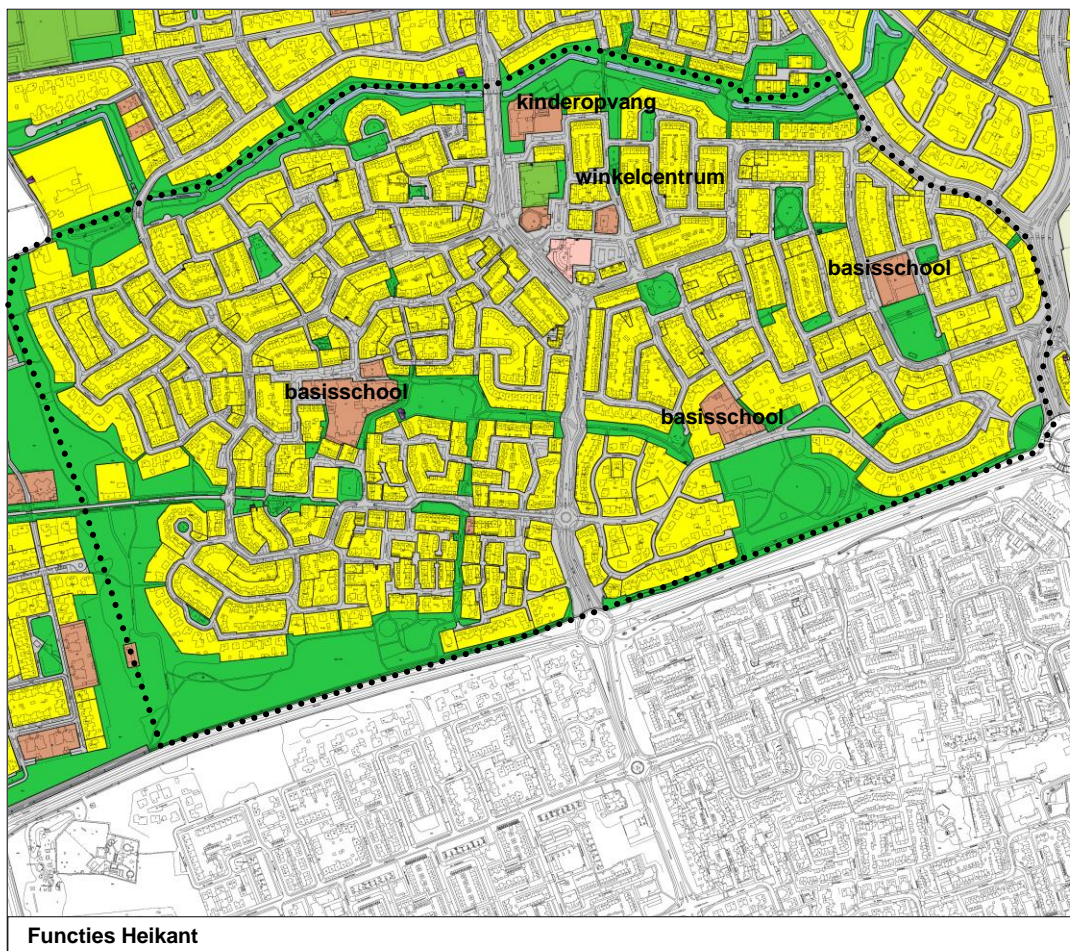 kinderopvang
winkelcentrum
basisschool
basisschool
basisschool
Functies Heikant